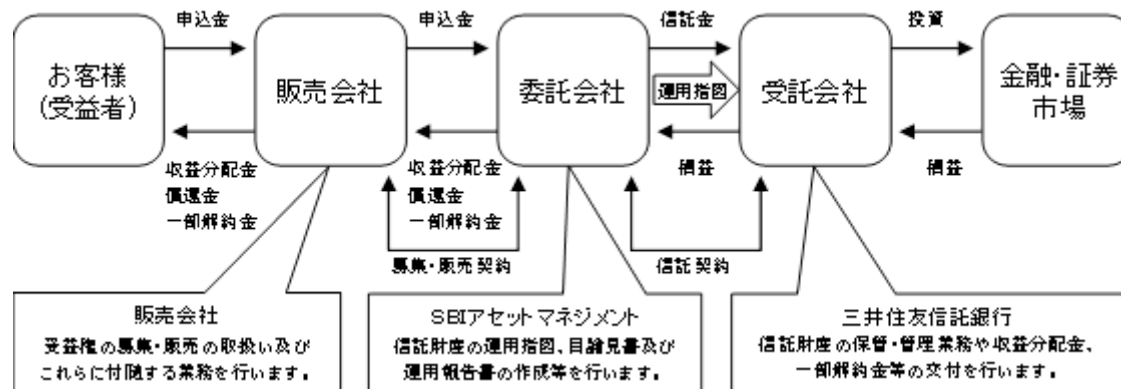 申込金
申込金
信託金
投資
お客様
(受益者)
販売会社
委託会社
運用指図
受託会社
金融・証券
市場
収益分配金
償還金
一部解約金
収益分配金
償還金
一部解約金
損益
損益
募集・販売契約
信託契約
販売会社
受益権の募集・販売の取扱い及び
これらに付随する業務を行います。
SBIアセットマネジメント
信託財産の運用指図、目論見書及び
運用報告書の作成等を行います。
三井住友信託銀行
信託財産の保管・管理業務や収益分配金、
一部解約金等の交付を行います。